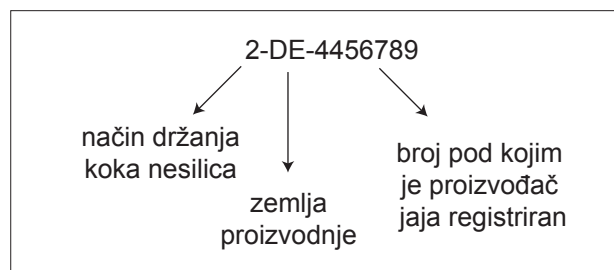 2-DE-4456789
način držanja
koka nesilica
zemlja
proizvodnje
broj pod kojim
je proizvođač
jaja registriran